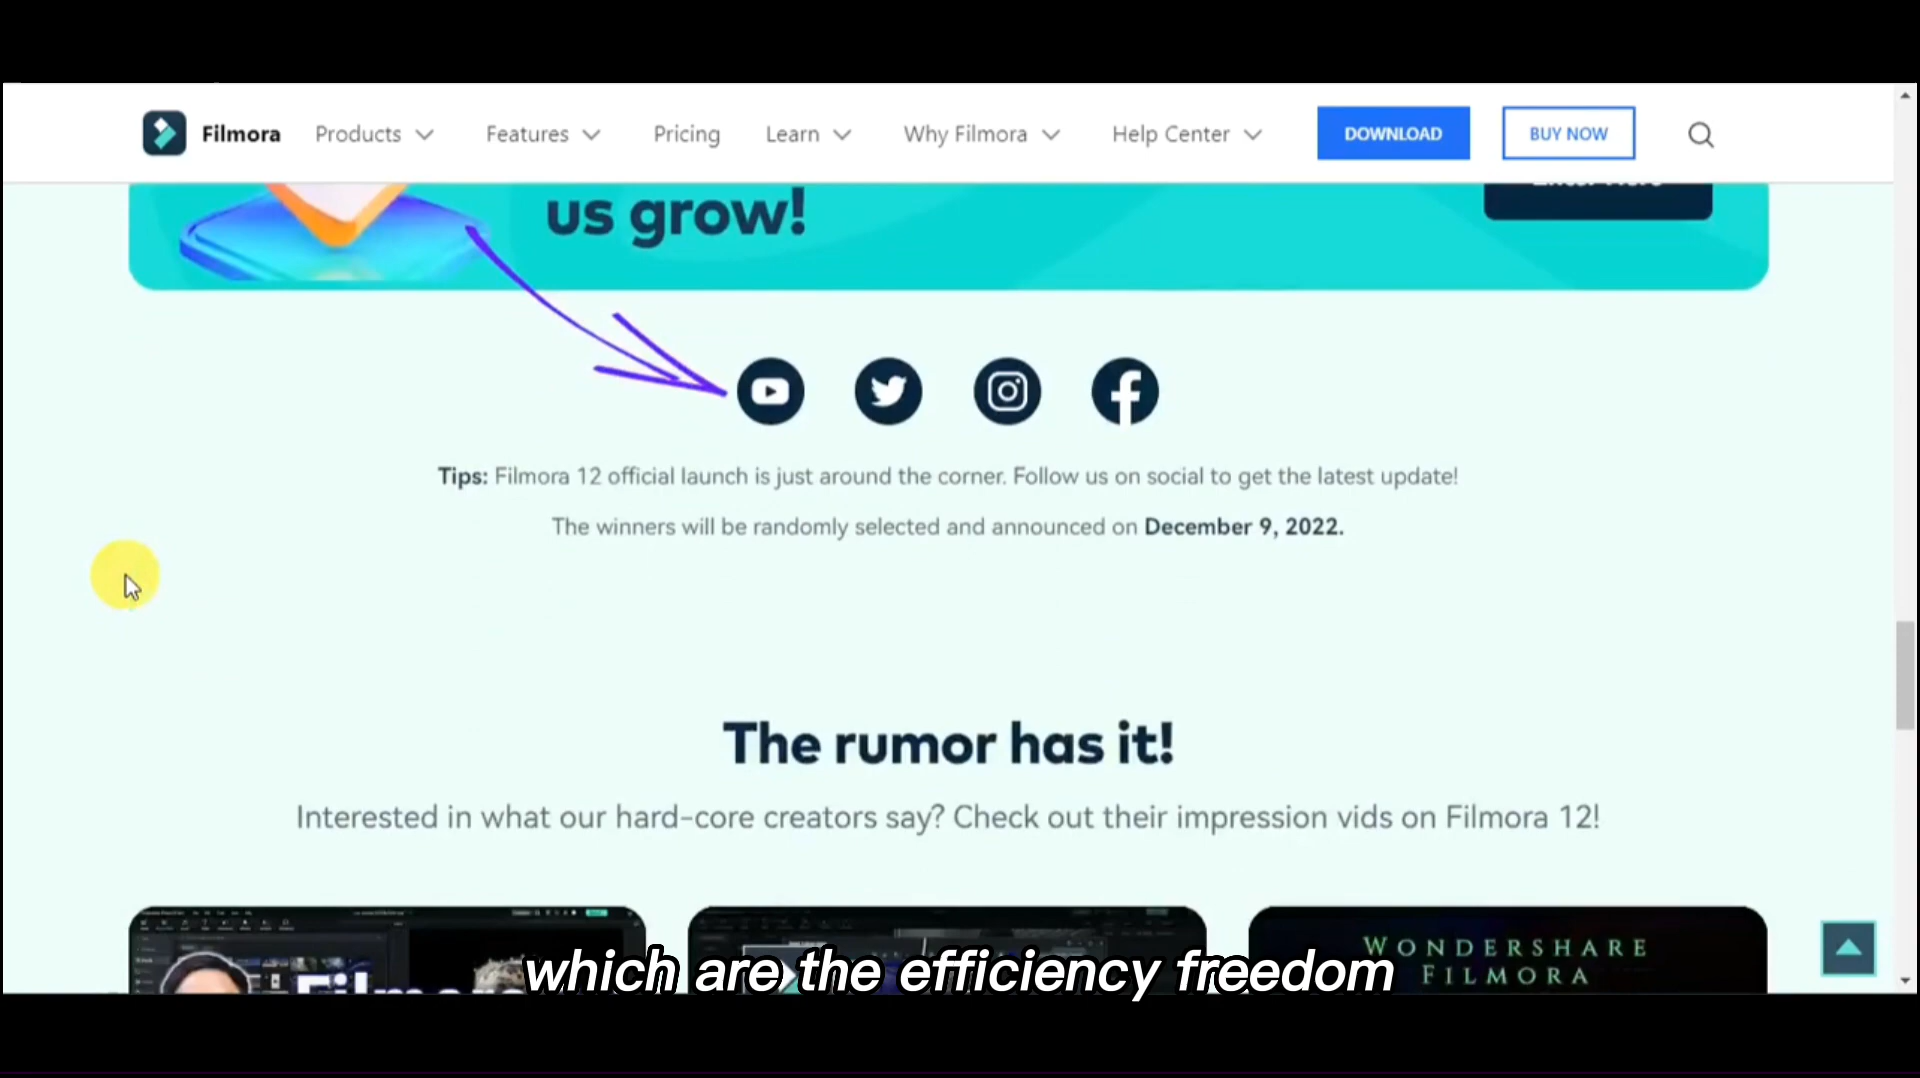 Filmora Products Features Pricing Learn Why Filmora Help Center DOWNLOAD BUY NOW
us grow!
Tips: Filmora 12 official launch is just around the corner. Follow us on social to get the latest update!
The winners will be randomly selected and announced on December 9, 2022.
The rumor has it!
Interested in what our hard-core creators say? Check out their impression vids on Filmora 12!
WONDERSHARE
FILMORA
Filmora
which are the efficiency freedom